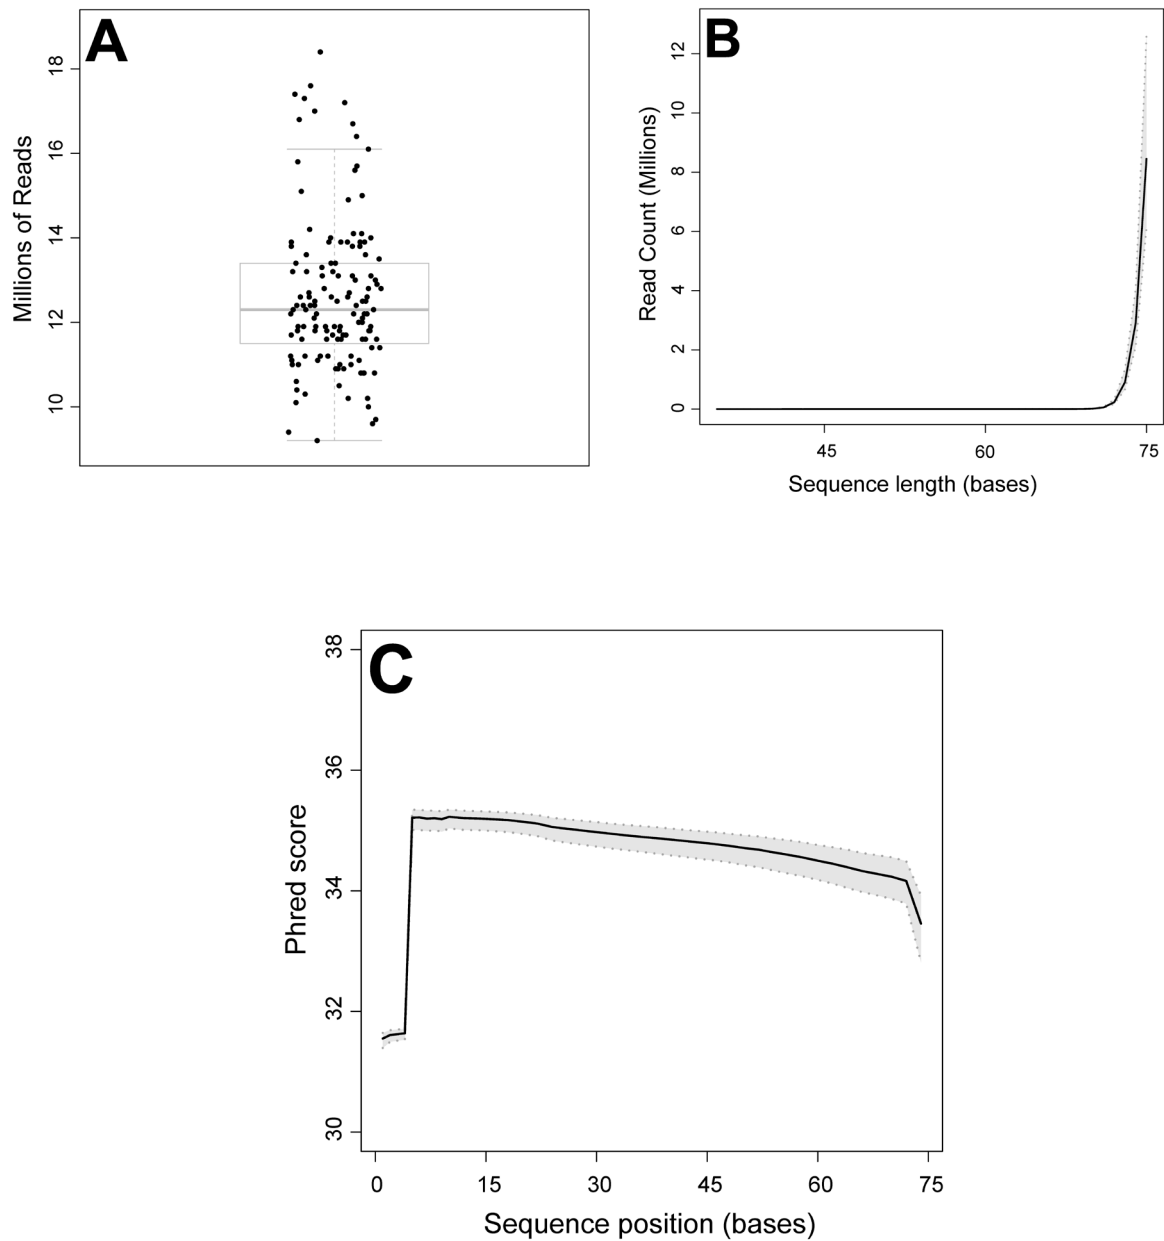 A
Millions of Reads
18
16
14
12
10
B
Read Count (Millions)
12
10
8
6
4
2
0
45 60 75
Sequence length (bases)
C
Phred score
38
36
34
32
30
0 15 30 45 60 75
Sequence position (bases)